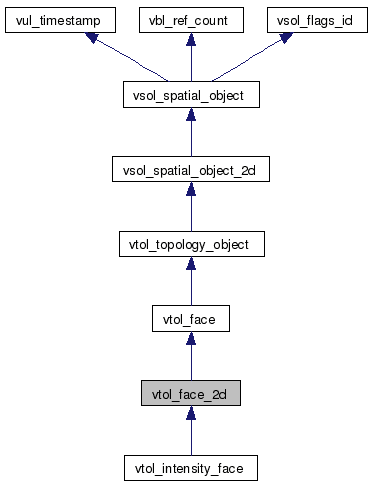 vul_timestamp
vbl_ref_count
vsol_flags_id
vsol_spatial_object
vsol_spatial_object_2d
vtol_topology_object
vtol_face
vtol_face_2d
vtol_intensity_face